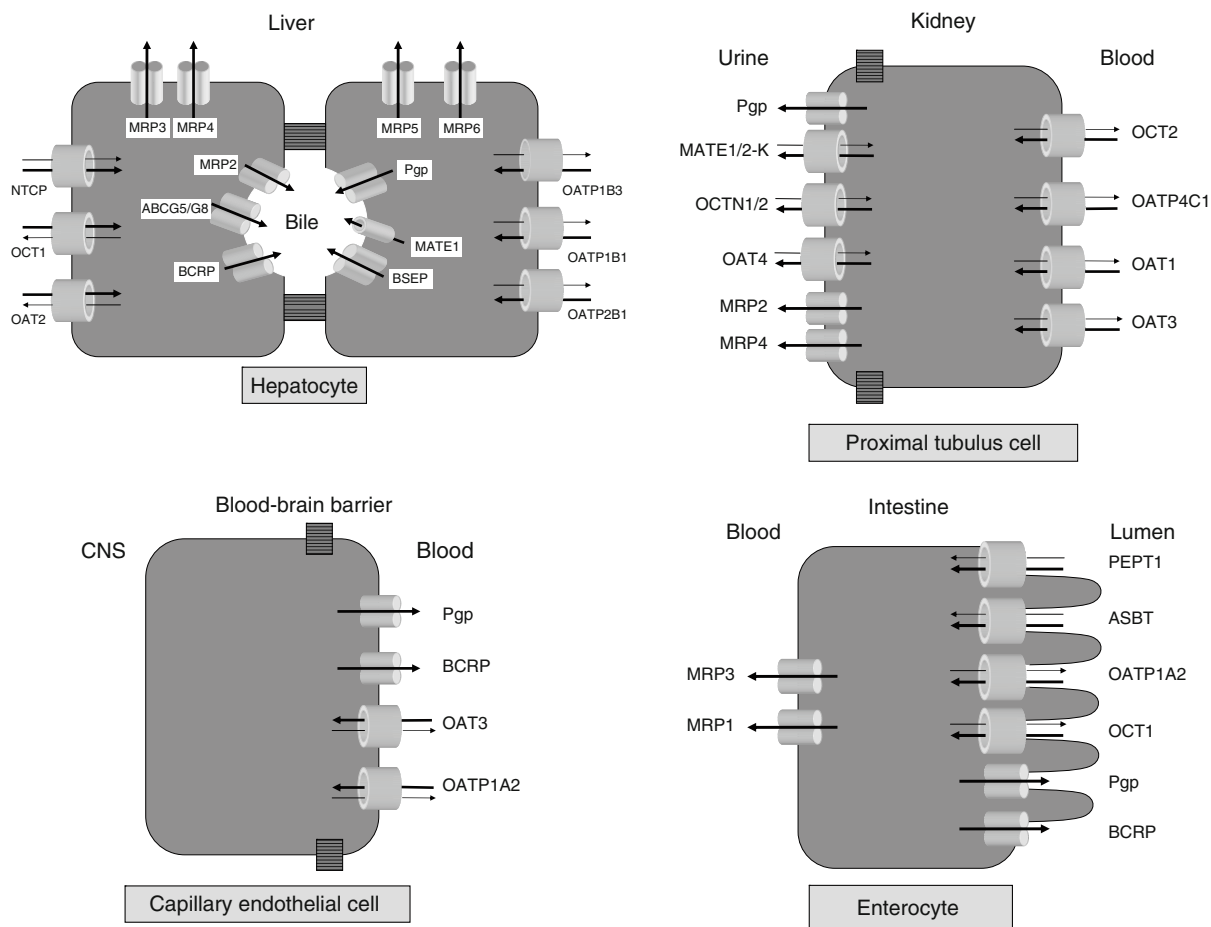 Liver
MRP3
MRP4
MRP5
MRP6
NTCP
OCT1
OAT2
MRP2
ABCG5/G8
BCRP
Bile
Pgp
MATE1
BSEP
OATP1B3
OATP1B1
OATP2B1
Hepatocyte
Kidney
Urine
Blood
Pgp
MATE1/2-K
OCTN1/2
OAT4
MRP2
MRP4
OCT2
OATP4C1
OAT1
OAT3
Proximal tubulus cell
Blood-brain barrier
CNS
Blood
Pgp
BCRP
OAT3
OATP1A2
Capillary endothelial cell
Intestine
Blood
Lumen
MRP3
MRP1
PEPT1
ASBT
OATP1A2
OCT1
Pgp
BCRP
Enterocyte